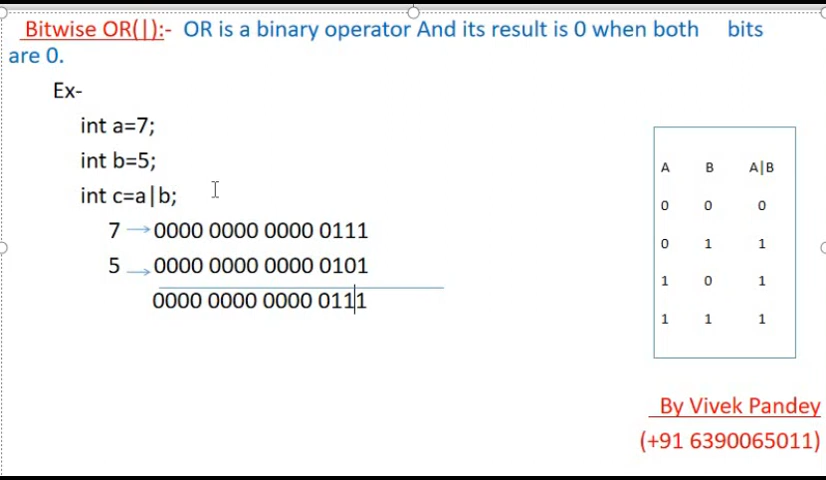 Bitwise OR(|):- OR is a binary operator And its result is 0 when both bits
are 0.
Ex-
int a=7;
int b=5;
int c=a|b;
7 → 0000 0000 0000 0111
5 → 0000 0000 0000 0101
0000 0000 0000 0111
A B A|B
0 0 0
0 1 1
1 0 1
1 1 1
By Vivek Pandey
(+91 6390065011)